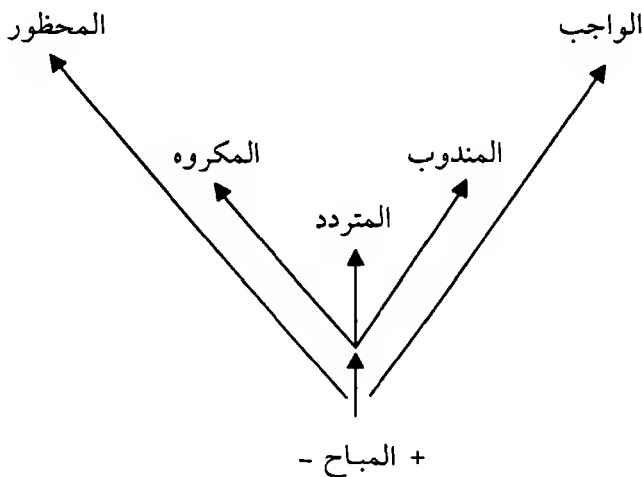 الواجب
المحظور
المندوب
المكروه
المتردد
+ المباح -